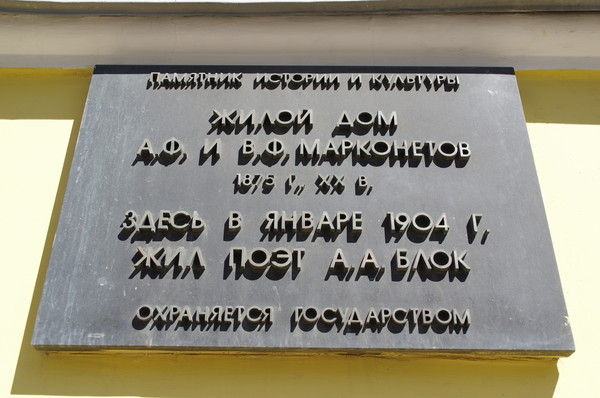 ПАМЯТНИК ИСТОРИИ И КУЛЬТУРЫ
ЖИЛОЙ ДОМ
А.Ф. И В.Ф. МАРКОНЕТОВ
1875 Г., XX В.
ЗДЕСЬ В ЯНВАРЕ 1904 Г.
ЖИЛ ПОЭТ А.А. БЛОК
ОХРАНЯЕТСЯ ГОСУДАРСТВОМ